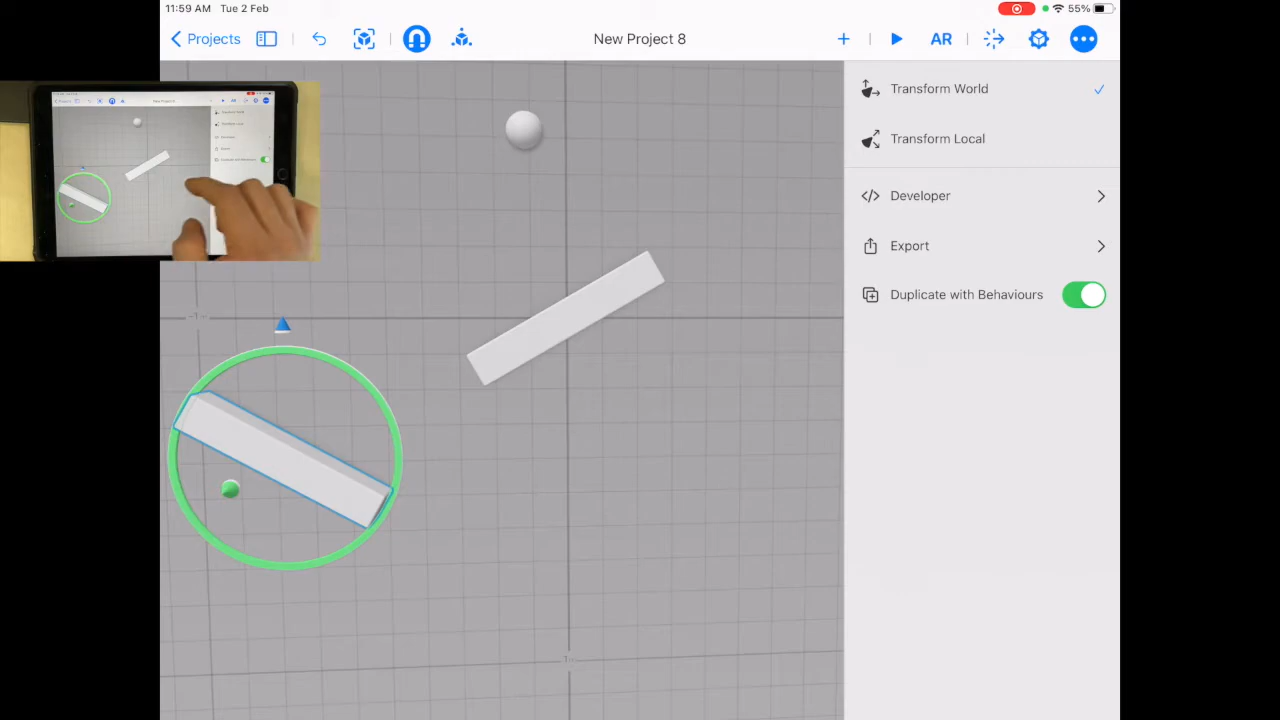 11:59 AM Tue 2 Feb
55%
Projects
New Project 8
AR
Transform World
Transform Local
Developer
Export
Duplicate with Behaviours